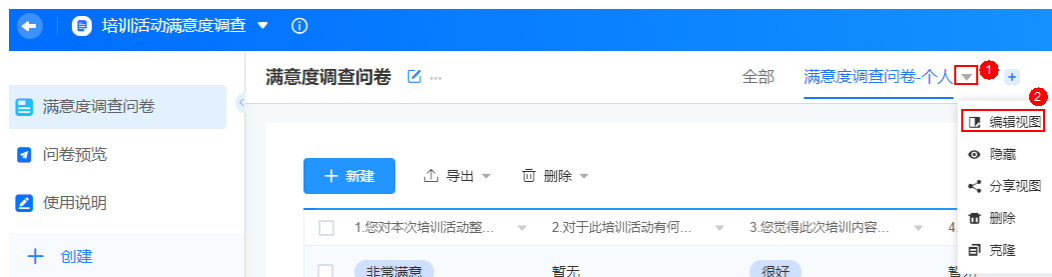 培训活动满意度调查
满意度调查问卷
问卷预览
使用说明
创建
满意度调查问卷 ...
全部 满意度调查问卷-个人 1
2
编辑视图
隐藏
分享视图
删除
克隆
新建 导出 删除
1.您对本次培训活动整... 2.对于此培训活动有何... 3.您觉得此次培训内容... 4.
非常满意 暂无 很好 暂无